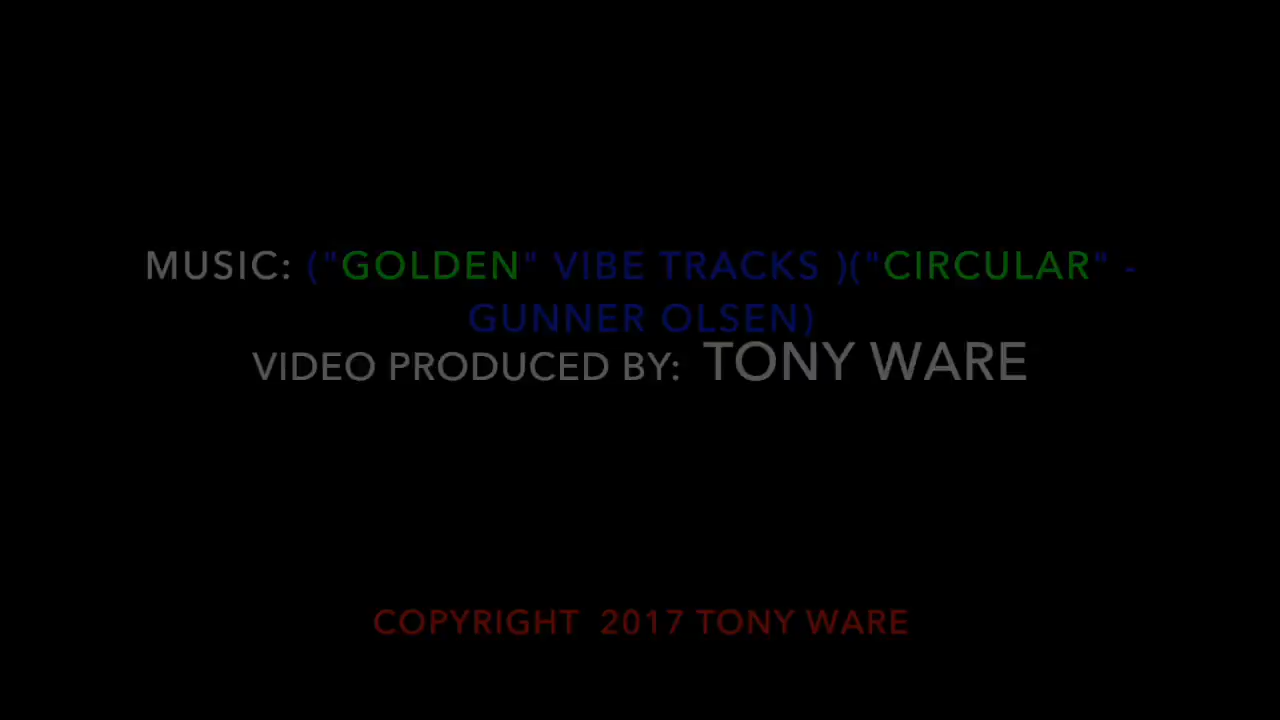 MUSIC: ("GOLDEN" VIBE TRACKS )("CIRCULAR" -
GUNNER OLSEN)
VIDEO PRODUCED BY: TONY WARE
COPYRIGHT 2017 TONY WARE